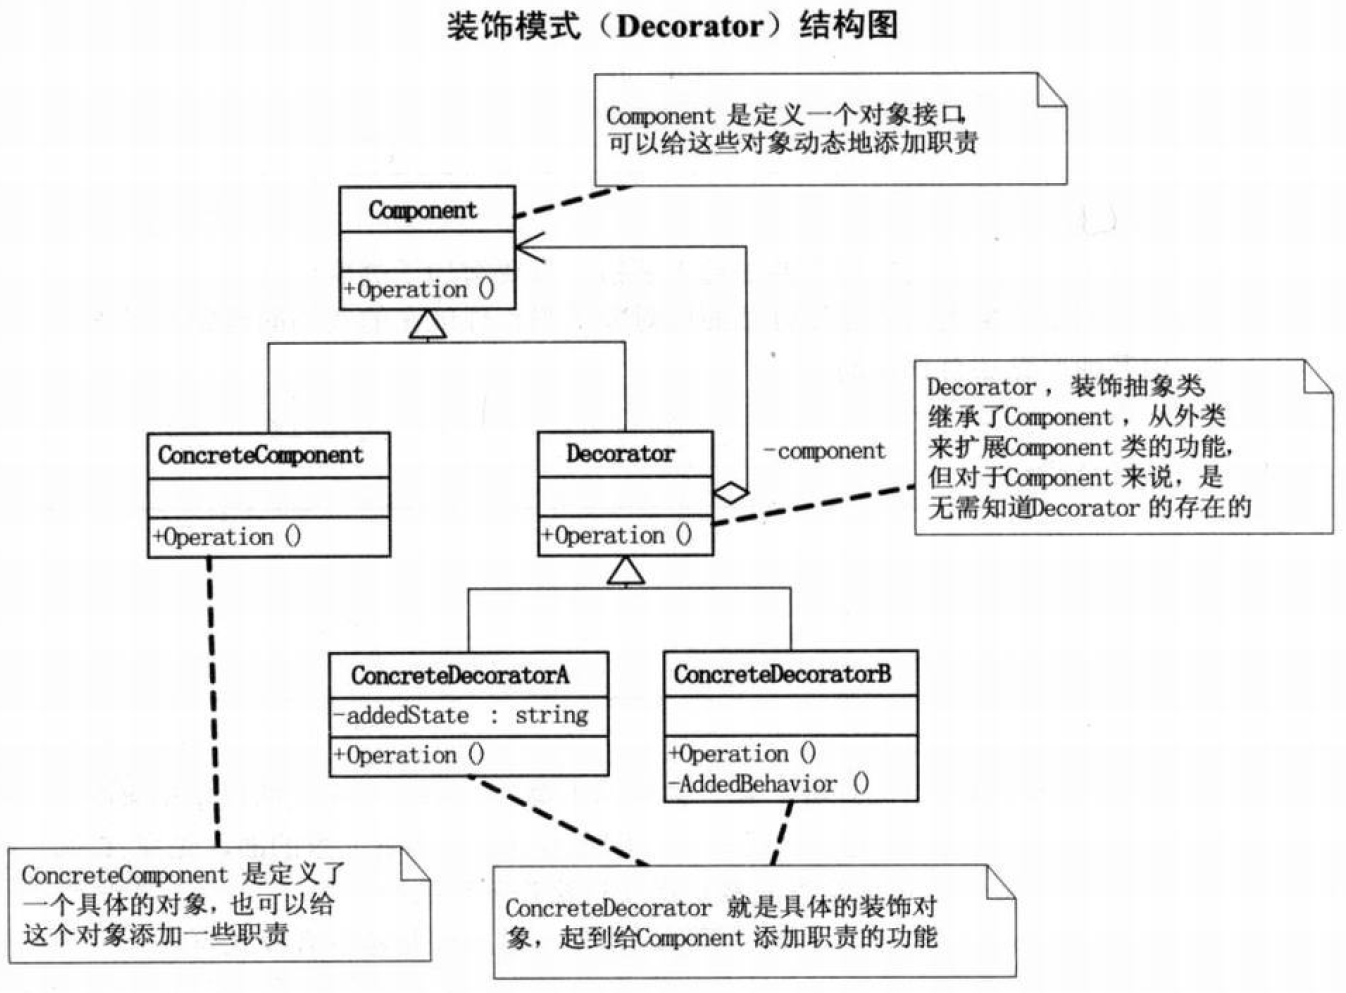 装饰模式（Decorator）结构图
Component 是定义一个对象接口,
可以给这些对象动态地添加职责
Component
+Operation ()
Decorator , 装饰抽象类,
继承了Component , 从外类
来扩展Component 类的功能,
但对于Component 来说, 是
无需知道Decorator 的存在的
ConcreteComponent
+Operation ()
Decorator
+Operation ()
-component
ConcreteDecoratorA
-addedState : string
+Operation ()
ConcreteDecoratorB
+Operation ()
-AddedBehavior ()
ConcreteComponent 是定义了
一个具体的对象, 也可以给
这个对象添加一些职责
ConcreteDecorator 就是具体的装饰对
象, 起到给Component 添加职责的功能